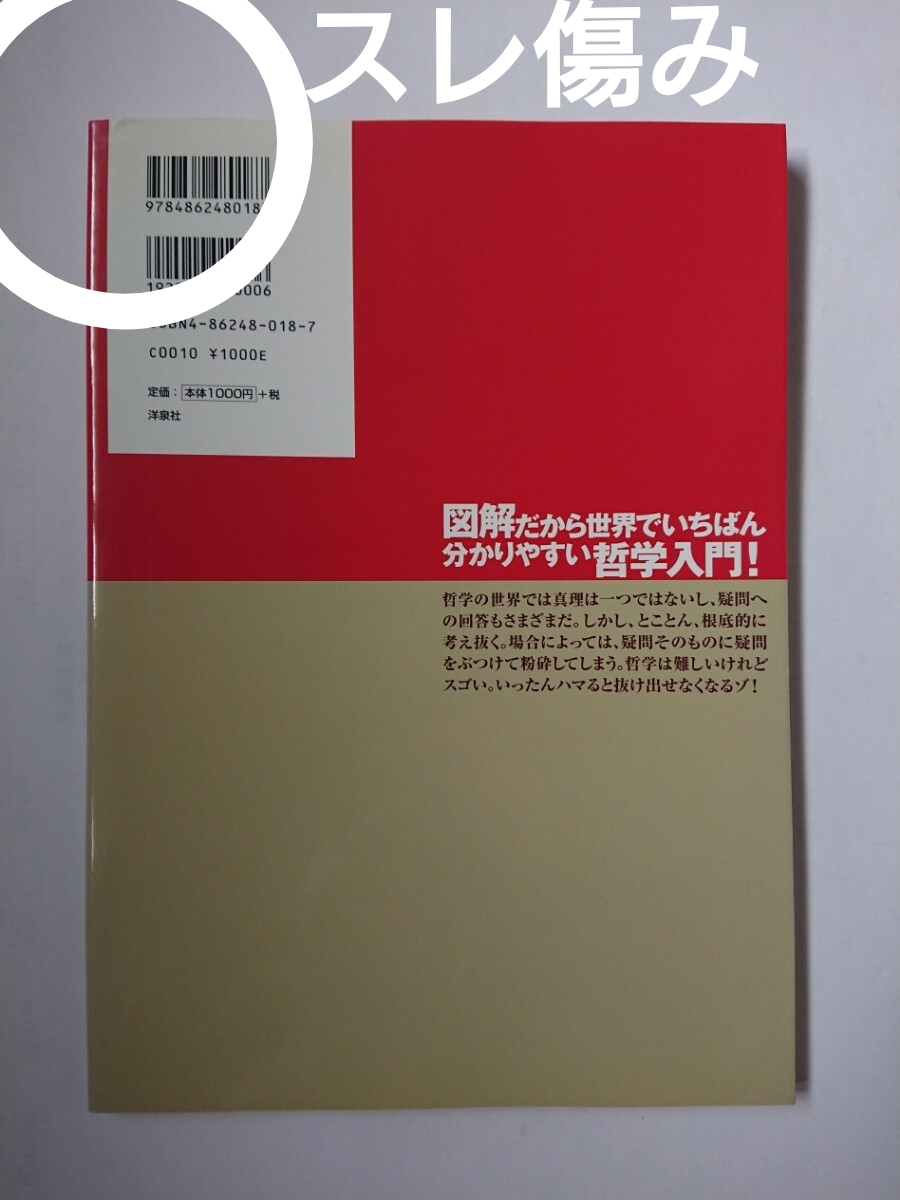 スレ傷み
978486248018
0006
4-86248-018-7
C0010 ¥1000E
定価：本体1000円+税
洋泉社
図解だから世界でいちばん
分かりやすい哲学入門！
哲学の世界では真理は一つではないし、疑問へ
の回答もさまざまだ。しかし、とことん、根底的に
考え抜く。場合によっては、疑問そのものに疑問
をぶつけて粉砕してしまう。哲学は難しいけれど
スゴい。いったんハマると抜け出せなくなるゾ！